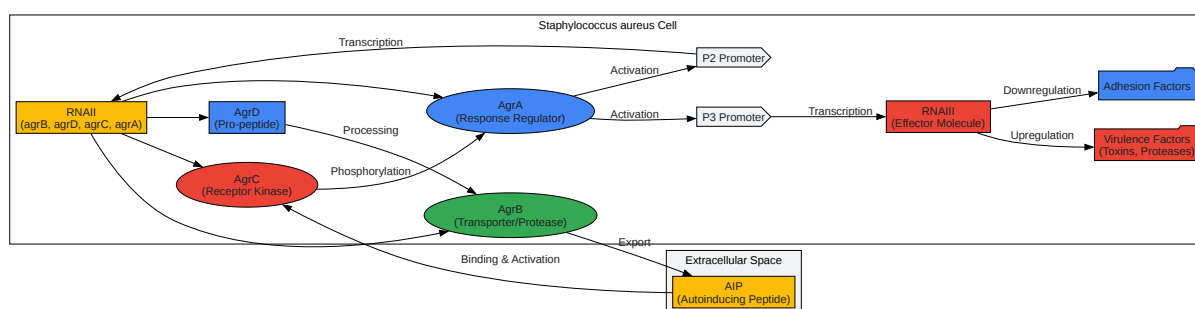 Staphylococcus aureus Cell
Transcription
P2 Promoter
Activation
RNAII
(agrB, agrD, agrC, agrA)
AgrD
(Pro-peptide)
AgrA
(Response Regulator)
Processing
Activation
P3 Promoter
Transcription
RNAIII
(Effector Molecule)
Downregulation
Adhesion Factors
Upregulation
Virulence Factors
(Toxins, Proteases)
AgrC
(Receptor Kinase)
Phosphorylation
AgrB
(Transporter/Protease)
Export
Binding & Activation
Extracellular Space
AIP
(Autoinducing Peptide)